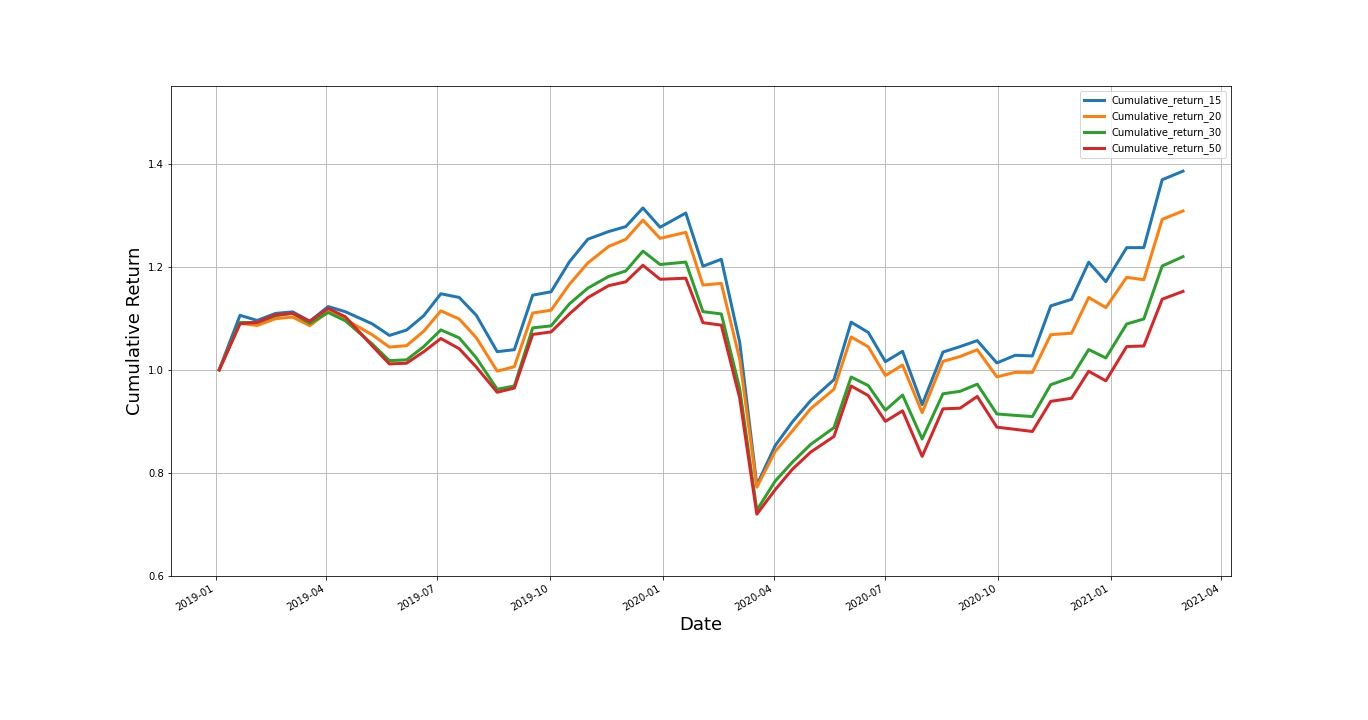 Cumulative_return_15
Cumulative_return_20
Cumulative_return_30
Cumulative_return_50
1.4
1.2
1.0
0.8
0.6
Cumulative Return
2019-01
2019-04
2019-07
2019-10
2020-01
2020-04
2020-07
2020-10
2021-01
2021-04
Date